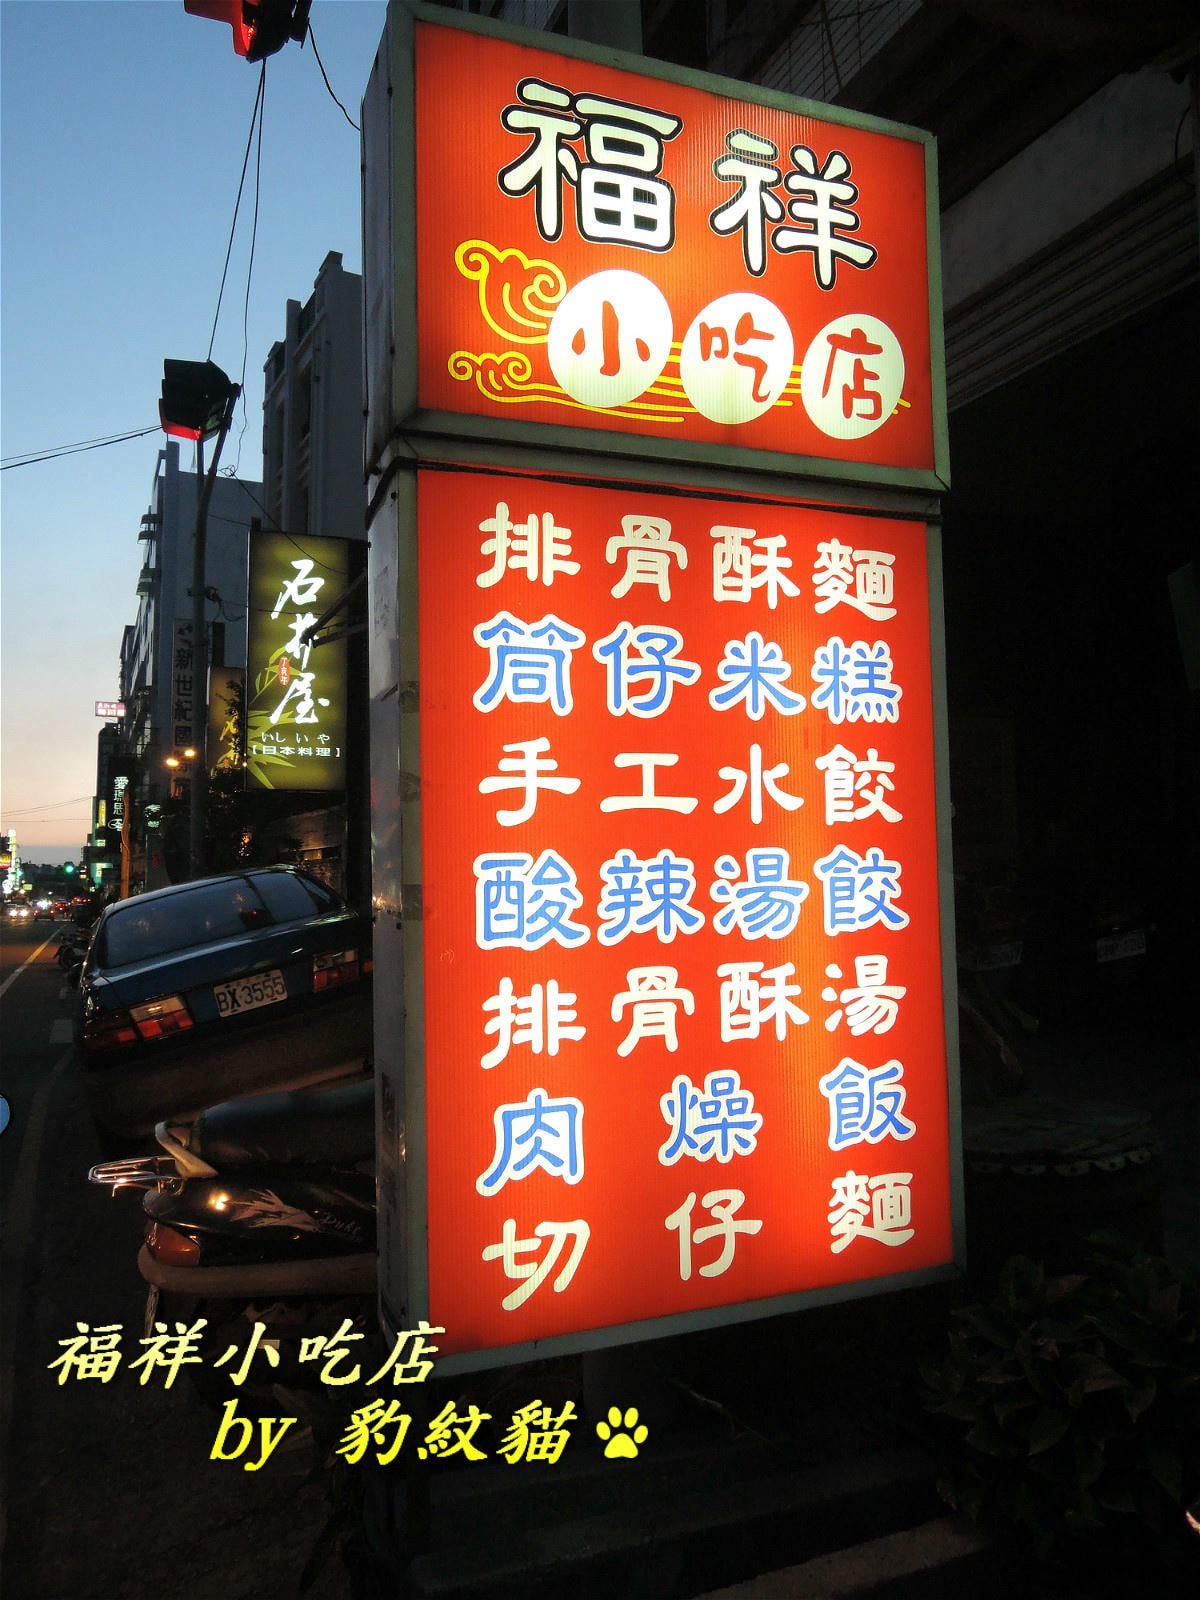 福祥
小吃店
排骨酥麵
筒仔米糕
手工水餃
酸辣湯餃
排骨酥湯
肉燥飯
切仔麵
石井屋
いしいや
【日本料理】
新世紀國際
BX-3555
福祥小吃店
by 豹紋貓